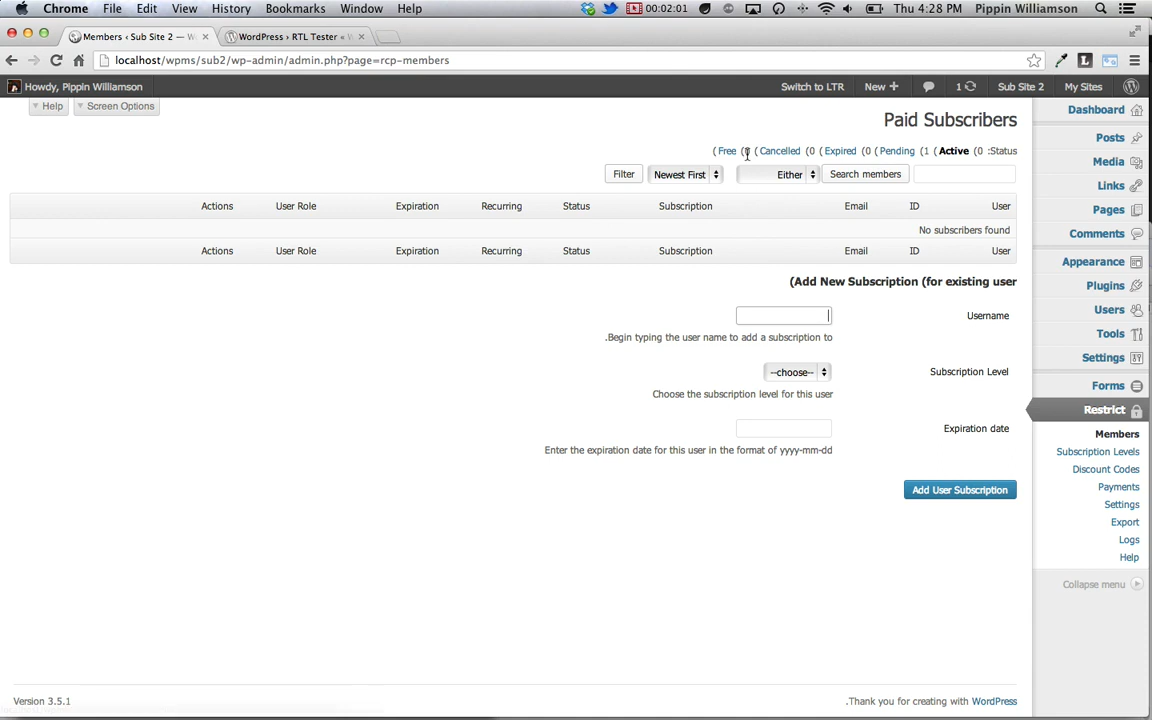 Chrome File Edit View History Bookmarks Window Help 00:02:01 Thu 4:28 PM Pippin Williamson
Members ‹ Sub Site 2 — W
WordPress › RTL Tester « W
localhost/wpms/sub2/wp-admin/admin.php?page=rcp-members
Howdy, Pippin Williamson Switch to LTR New + 1 Sub Site 2 My Sites
Help Screen Options
Paid Subscribers
( Free (0 ( Cancelled (0 ( Expired (0 ( Pending (1 ( Active (0 :Status
Filter Newest First Either Search members
Actions User Role Expiration Recurring Status Subscription Email ID User
No subscribers found
Actions User Role Expiration Recurring Status Subscription Email ID User
(Add New Subscription (for existing user
Username
.Begin typing the user name to add a subscription to
--choose-- Subscription Level
Choose the subscription level for this user
Expiration date
Enter the expiration date for this user in the format of yyyy-mm-dd
Add User Subscription
Dashboard
Posts
Media
Links
Pages
Comments
Appearance
Plugins
Users
Tools
Settings
Forms
Restrict
Members
Subscription Levels
Discount Codes
Payments
Settings
Export
Logs
Help
Collapse menu
Version 3.5.1 .Thank you for creating with WordPress